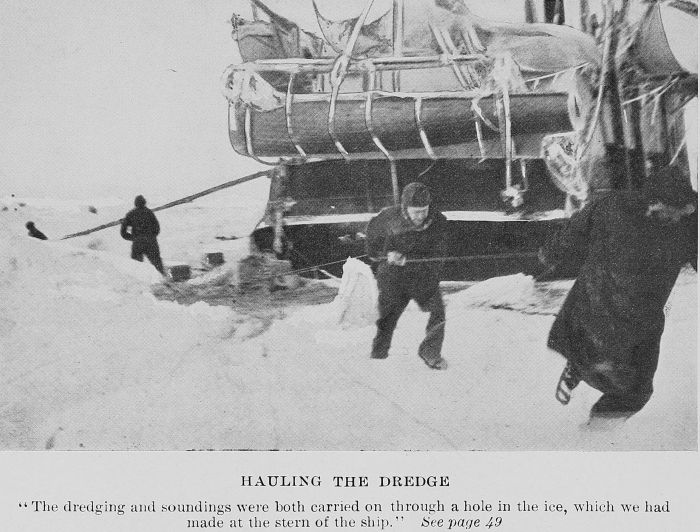 HAULING THE DREDGE
“The dredging and soundings were both carried on through a hole in the ice, which we had
made at the stern of the ship.” See page 49